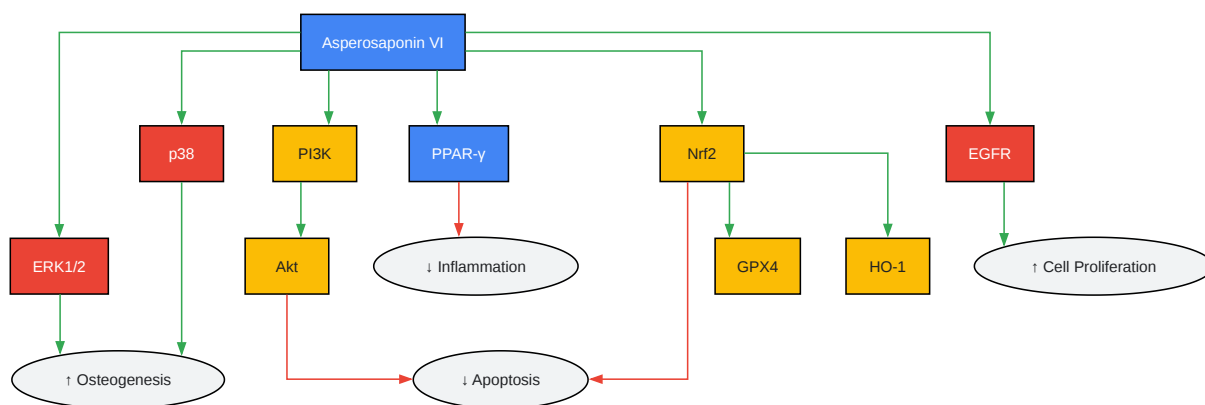 Asperosaponin VI
p38
PI3K
PPAR-γ
Nrf2
EGFR
ERK1/2
Akt
↓ Inflammation
GPX4
HO-1
↑ Cell Proliferation
↑ Osteogenesis
↓ Apoptosis